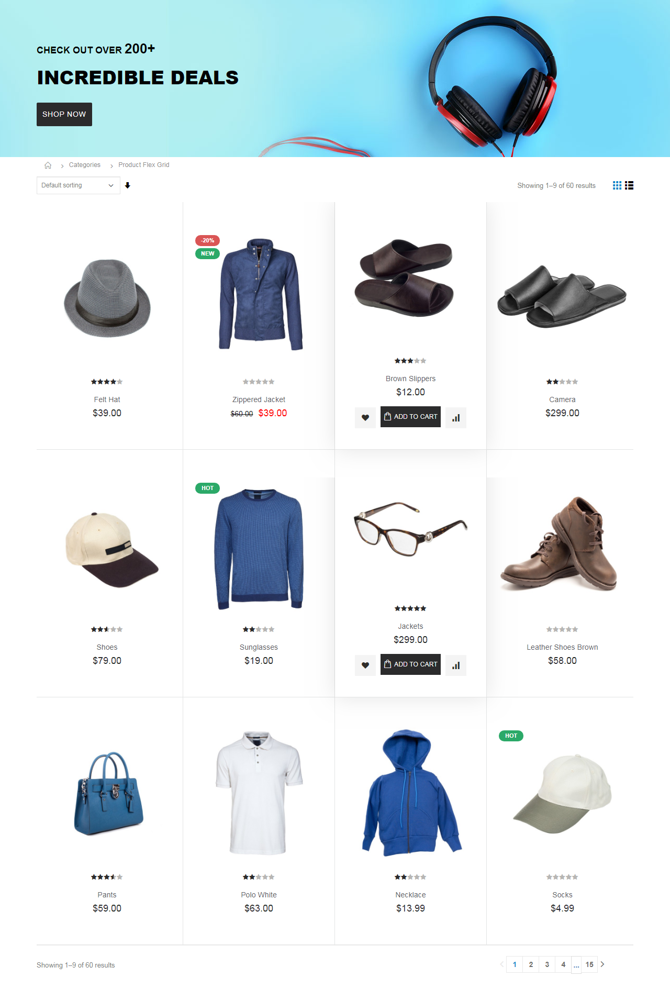 CHECK OUT OVER 200+
INCREDIBLE DEALS
SHOP NOW
Categories
Product Flex Grid
Default sorting
Showing 1–9 of 60 results
-20%
NEW
Felt Hat
$39.00
Zippered Jacket
$60.00 $39.00
Brown Slippers
$12.00
ADD TO CART
Camera
$299.00
HOT
Shoes
$79.00
Sunglasses
$19.00
Jackets
$299.00
ADD TO CART
Leather Shoes Brown
$58.00
HOT
Pants
$59.00
Polo White
$63.00
Necklace
$13.99
Socks
$4.99
Showing 1–9 of 60 results
1 2 3 4 ... 15